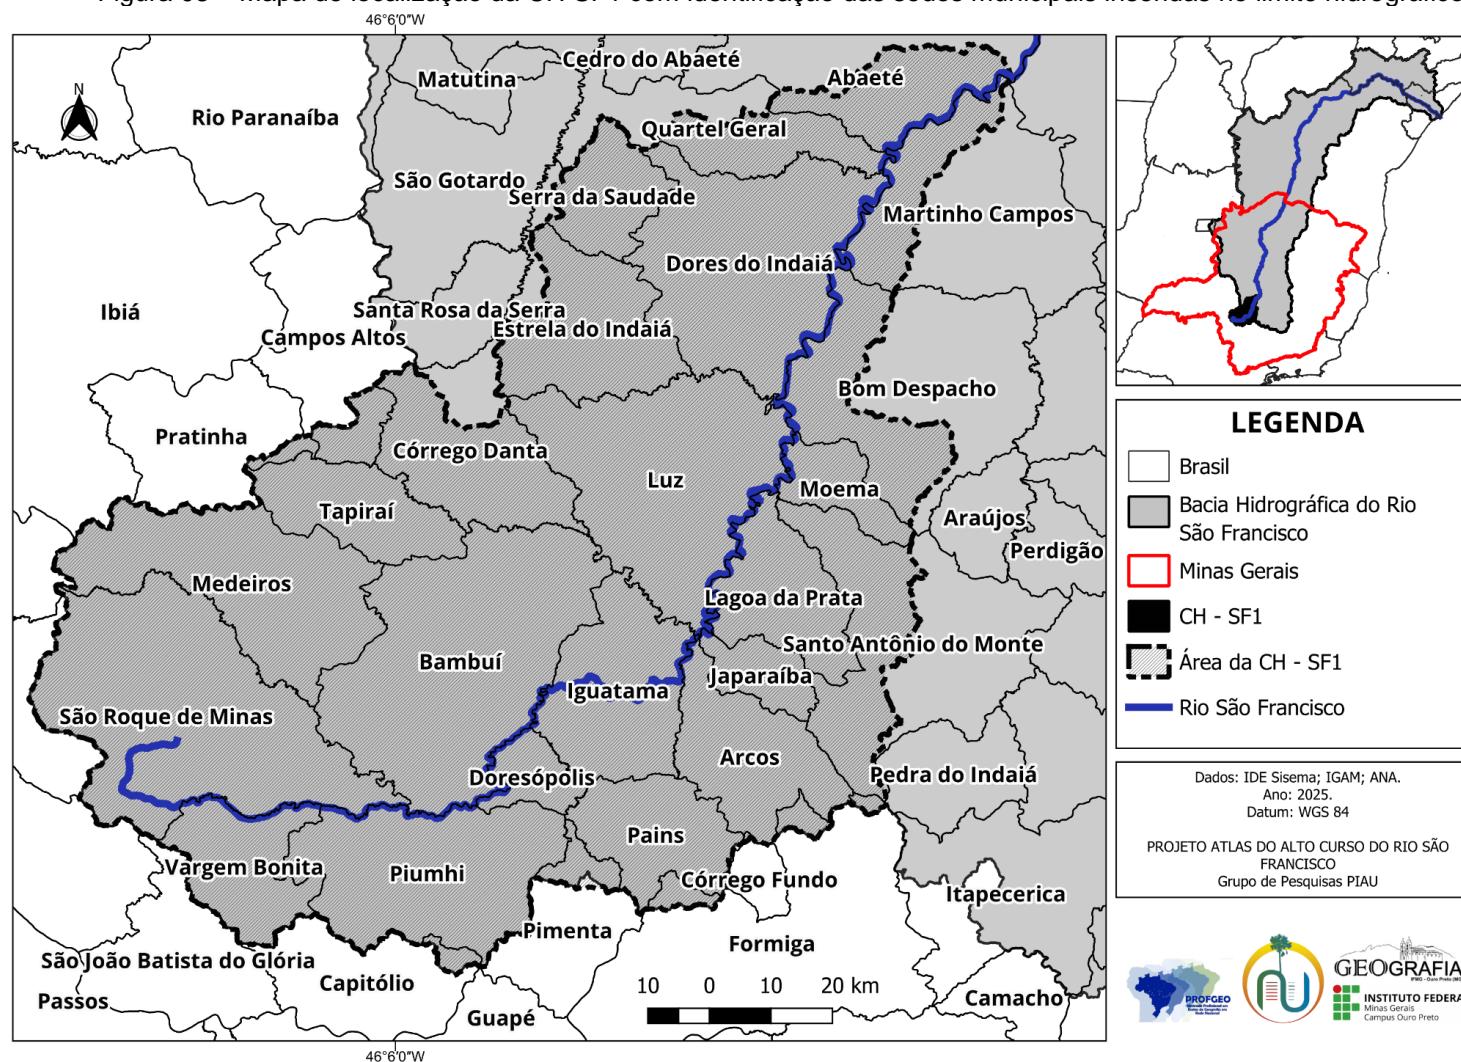 46°6'0"W
N
Cedro do Abaeté
Matutina
Abaeté
Rio Paranaíba
Quartel Geral
São Gotardo
Serra da Saudade
Martinho Campos
Dores do Indaiá
Ibiá
Santa Rosa da Serra
Estrela do Indaiá
Campos Altos
Bom Despacho
Pratinha
Córrego Danta
Luz
Moema
Tapiraí
Araújos
Perdigão
Medeiros
Lagoa da Prata
Santo Antônio do Monte
Bambuí
Japaraíba
Iguatama
São Roque de Minas
Arcos
Doresópolis
Pedra do Indaiá
Pains
Vargem Bonita
Piumhi
Córrego Fundo
Itapecerica
Pimenta
Formiga
São João Batista do Glória
Capitólio
Passos
Camacho
Guapé
10 0 10 20 km
46°6'0"W
LEGENDA
Brasil
Bacia Hidrográfica do Rio
São Francisco
Minas Gerais
CH - SF1
Área da CH - SF1
Rio São Francisco
Dados: IDE Sisema; IGAM; ANA.
Ano: 2025.
Datum: WGS 84
PROJETO ATLAS DO ALTO CURSO DO RIO SÃO
FRANCISCO
Grupo de Pesquisas PIAU
PROFGEO
GEOGRAFIA
INSTITUTO FEDERA
Minas Gerais
Campus Ouro Preto